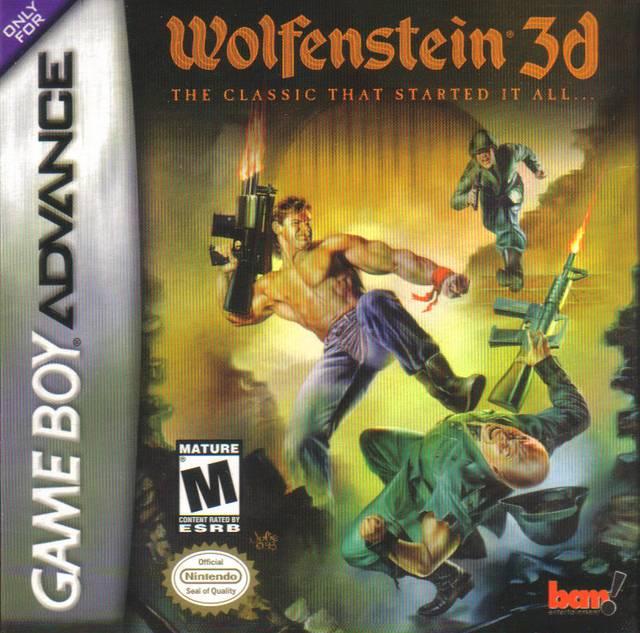 ONLY
FOR
GAME BOY ADVANCE
Wolfenstein® 3d
THE CLASSIC THAT STARTED IT ALL...
MATURE
M
®
CONTENT RATED BY
ESRB
Official
Nintendo
Seal of Quality
bam!
entertainment